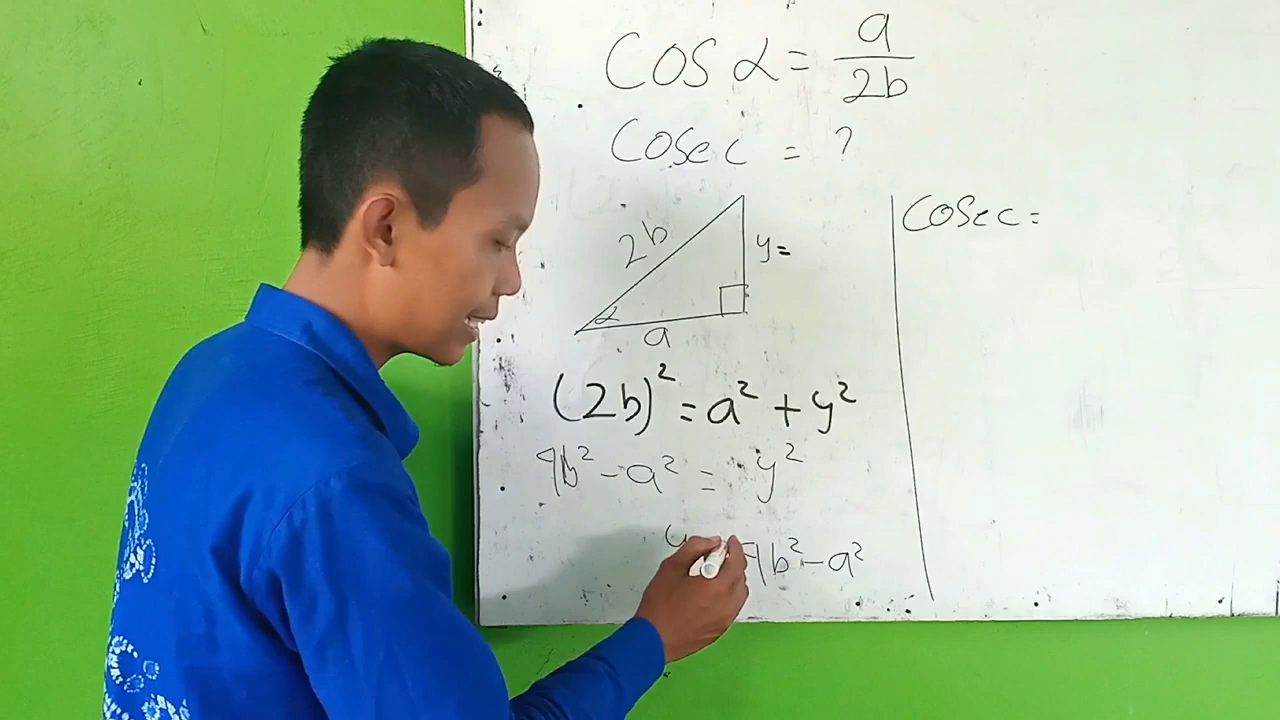 COS α = a/2b
Cosec = ?
2b
y =
α
a
(2b)² = a² + y²
4b² - a² = y²
4b² - a²
Cosec =